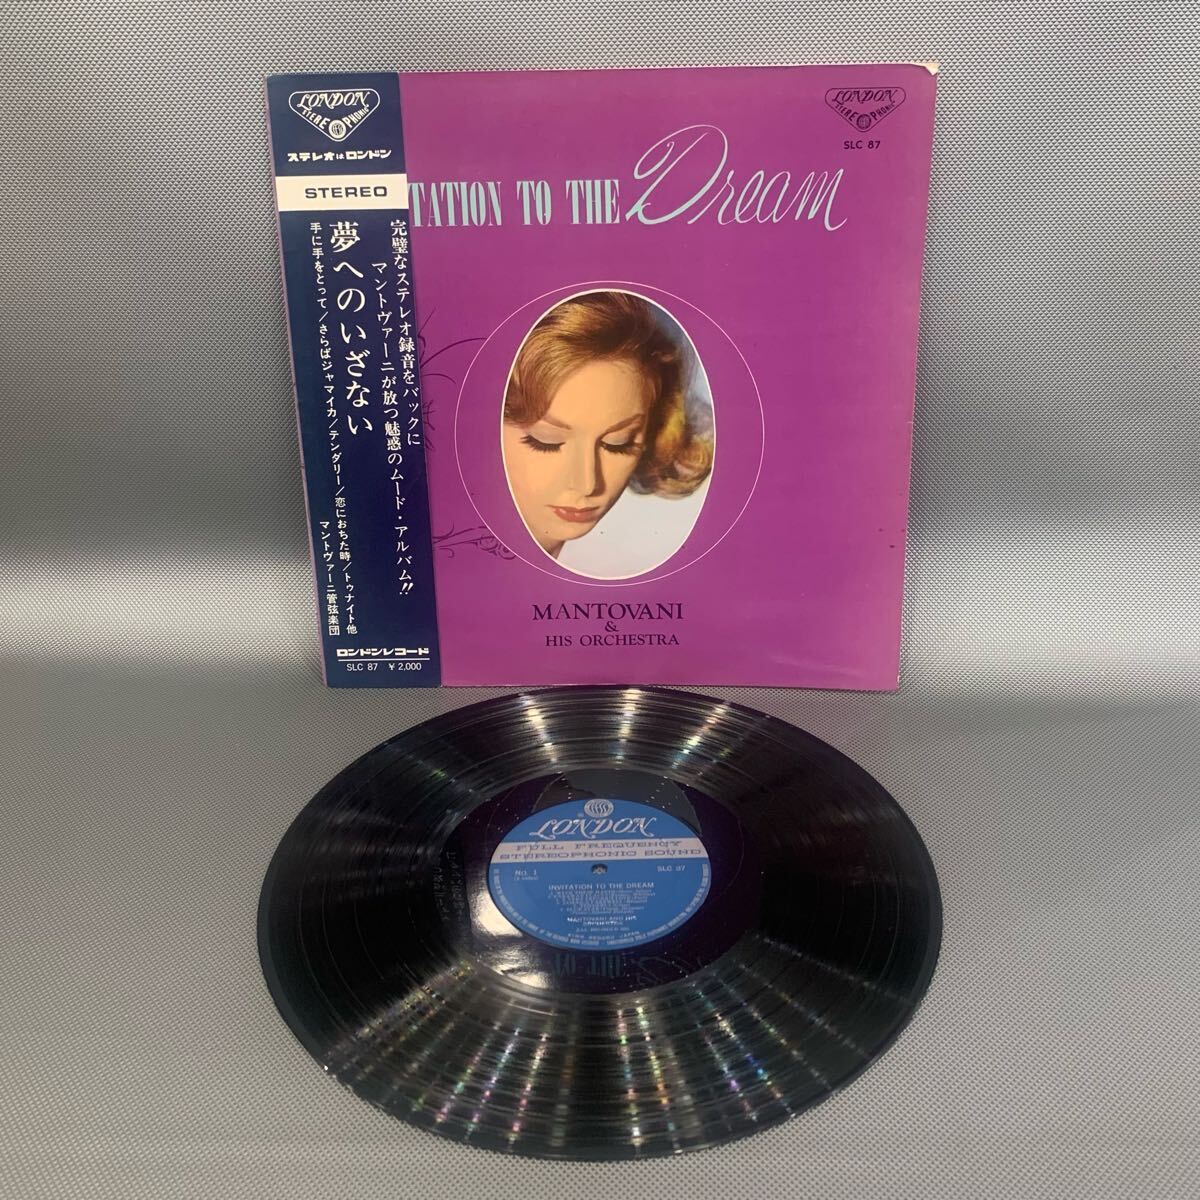 LONDON
STEREOPHONIC
ステレオはロンドン
STEREO
完璧なステレオ録音をバックに
マントヴァーニが放つ魅惑のムード・アルバム!!
夢へのいざない
手に手をとって/さらばジャマイカ/テンダリー/恋におちた時/トゥナイト他
マントヴァーニ管弦楽団
ロンドンレコード
SLC 87 ¥2,000
LONDON
STEREOPHONIC
SLC 87
TATION TO THE Dream
MANTOVANI
&
HIS ORCHESTRA
LONDON
FULL FREQUENCY
STEREOPHONIC SOUND
No. 1
SLC 87
INVITATION TO THE DREAM
MANTOVANI AND HIS
ORCHESTRA